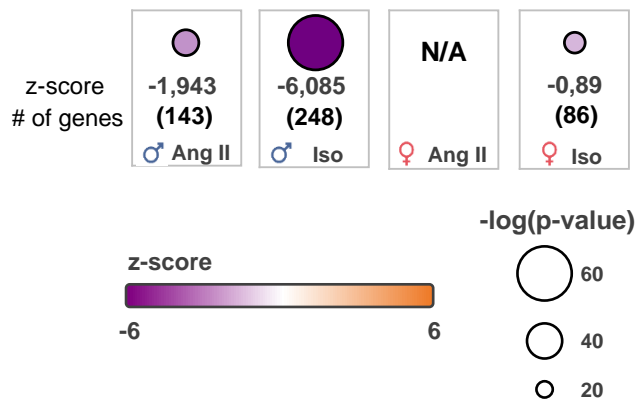 N/A
z-score -1,943 -6,085 -0,89
# of genes (143) (248) (86)
♂ Ang II ♂ Iso ♀ Ang II ♀ Iso
-log(p-value)
z-score
60
-6 6
40
20